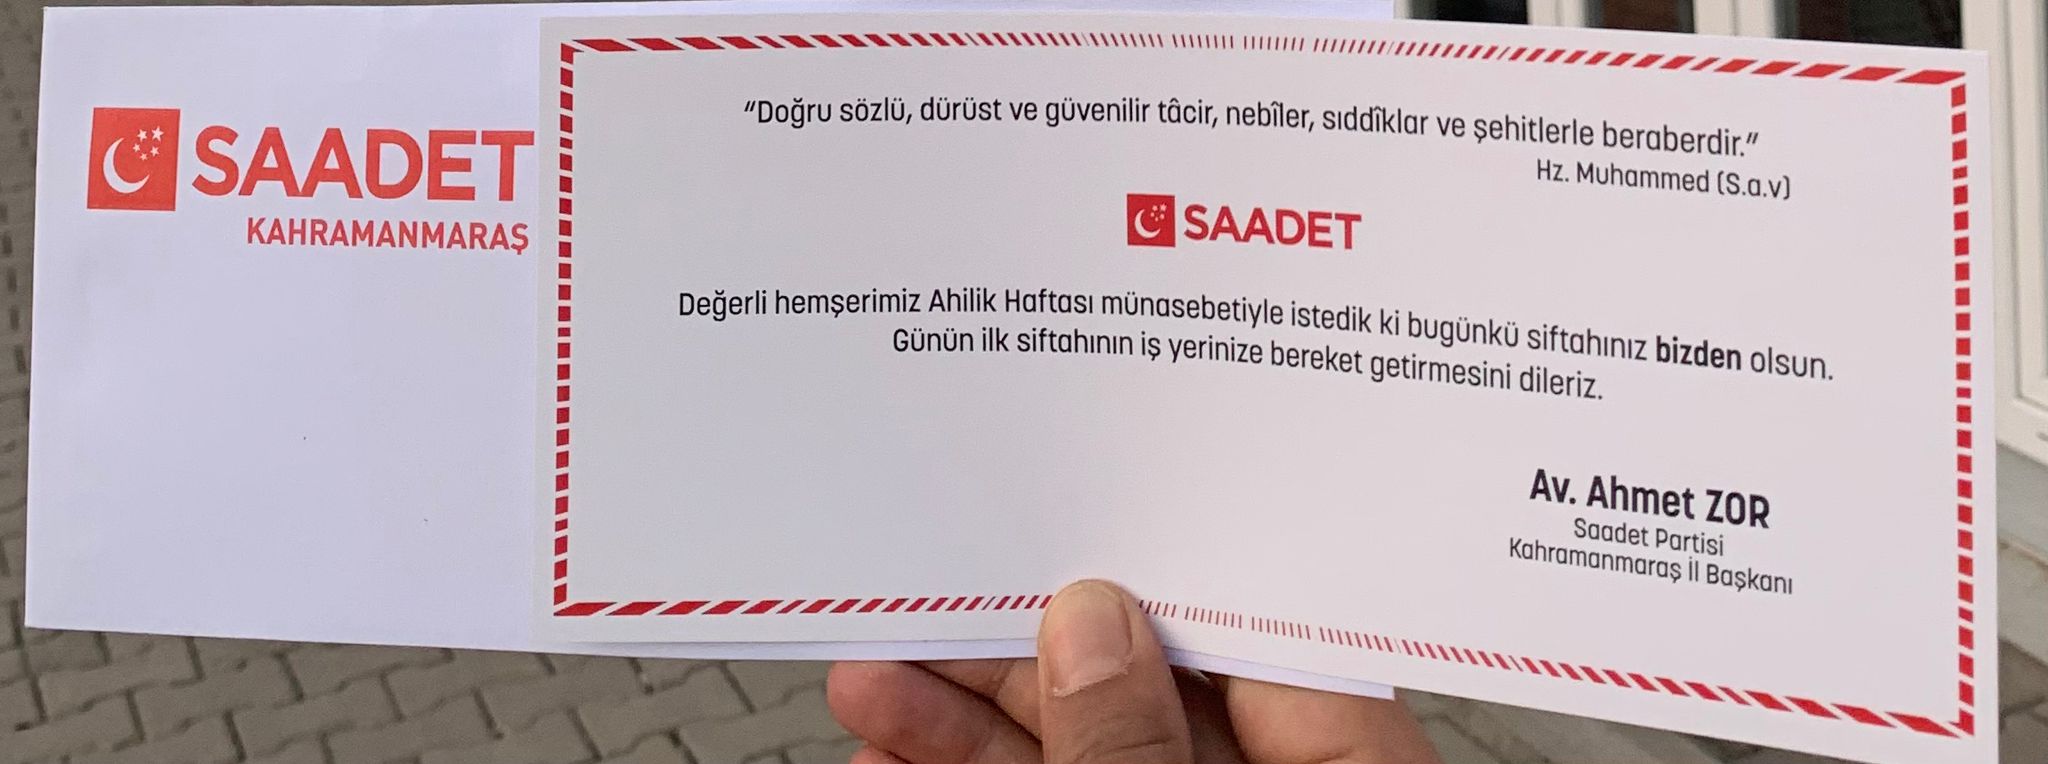 SAADET
KAHRAMANMARAŞ
“Doğru sözlü, dürüst ve güvenilir tâcir, nebîler, sıddîklar ve şehitlerle beraberdir.”
Hz. Muhammed (S.a.v)
SAADET
Değerli hemşerimiz Ahilik Haftası münasebetiyle istedik ki bugünkü siftahınız bizden olsun.
Günün ilk siftahının iş yerinize bereket getirmesini dileriz.
Av. Ahmet ZOR
Saadet Partisi
Kahramanmaraş İl Başkanı